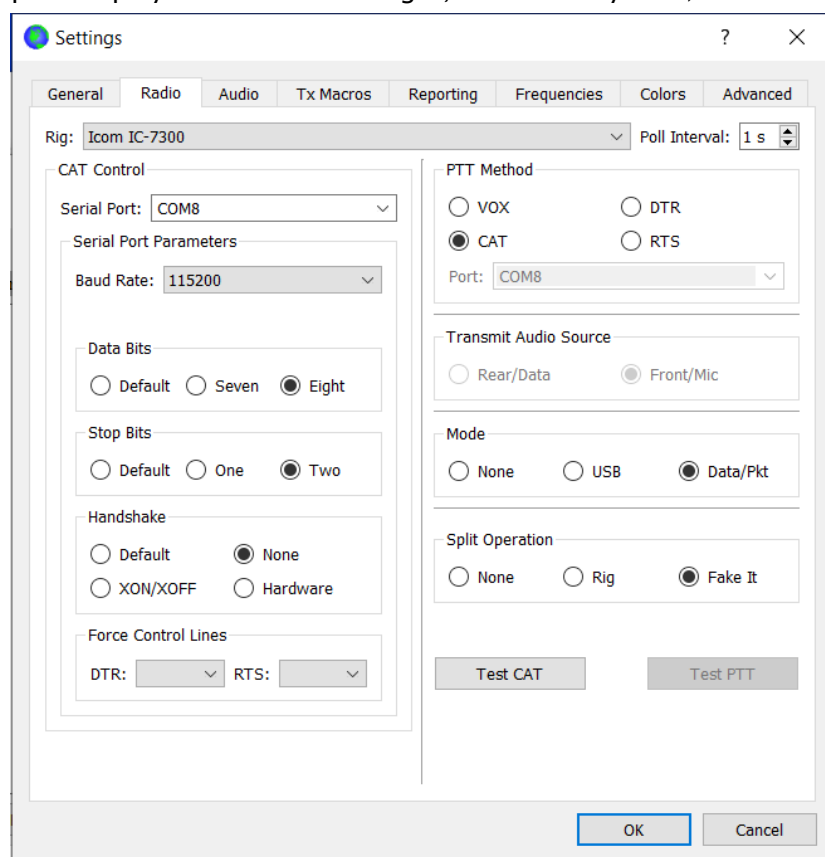 Settings ? ×
General Radio Audio Tx Macros Reporting Frequencies Colors Advanced
Rig: Icom IC-7300 Poll Interval: 1 s
CAT Control
Serial Port: COM8
Serial Port Parameters
Baud Rate: 115200
Data Bits
Default Seven Eight
Stop Bits
Default One Two
Handshake
Default None
XON/XOFF Hardware
Force Control Lines
DTR: RTS:
PTT Method
VOX DTR
CAT RTS
Port: COM8
Transmit Audio Source
Rear/Data Front/Mic
Mode
None USB Data/Pkt
Split Operation
None Rig Fake It
Test CAT Test PTT
OK Cancel